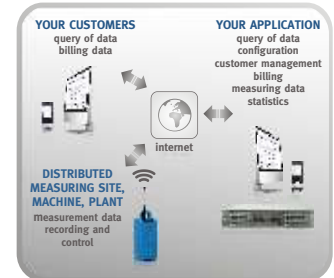 YOUR CUSTOMERS
query of data
billing data
YOUR APPLICATION
query of data
configuration
customer management
billing
measuring data
statistics
internet
DISTRIBUTED
MEASURING SITE,
MACHINE, PLANT
measurement data
recording and
control